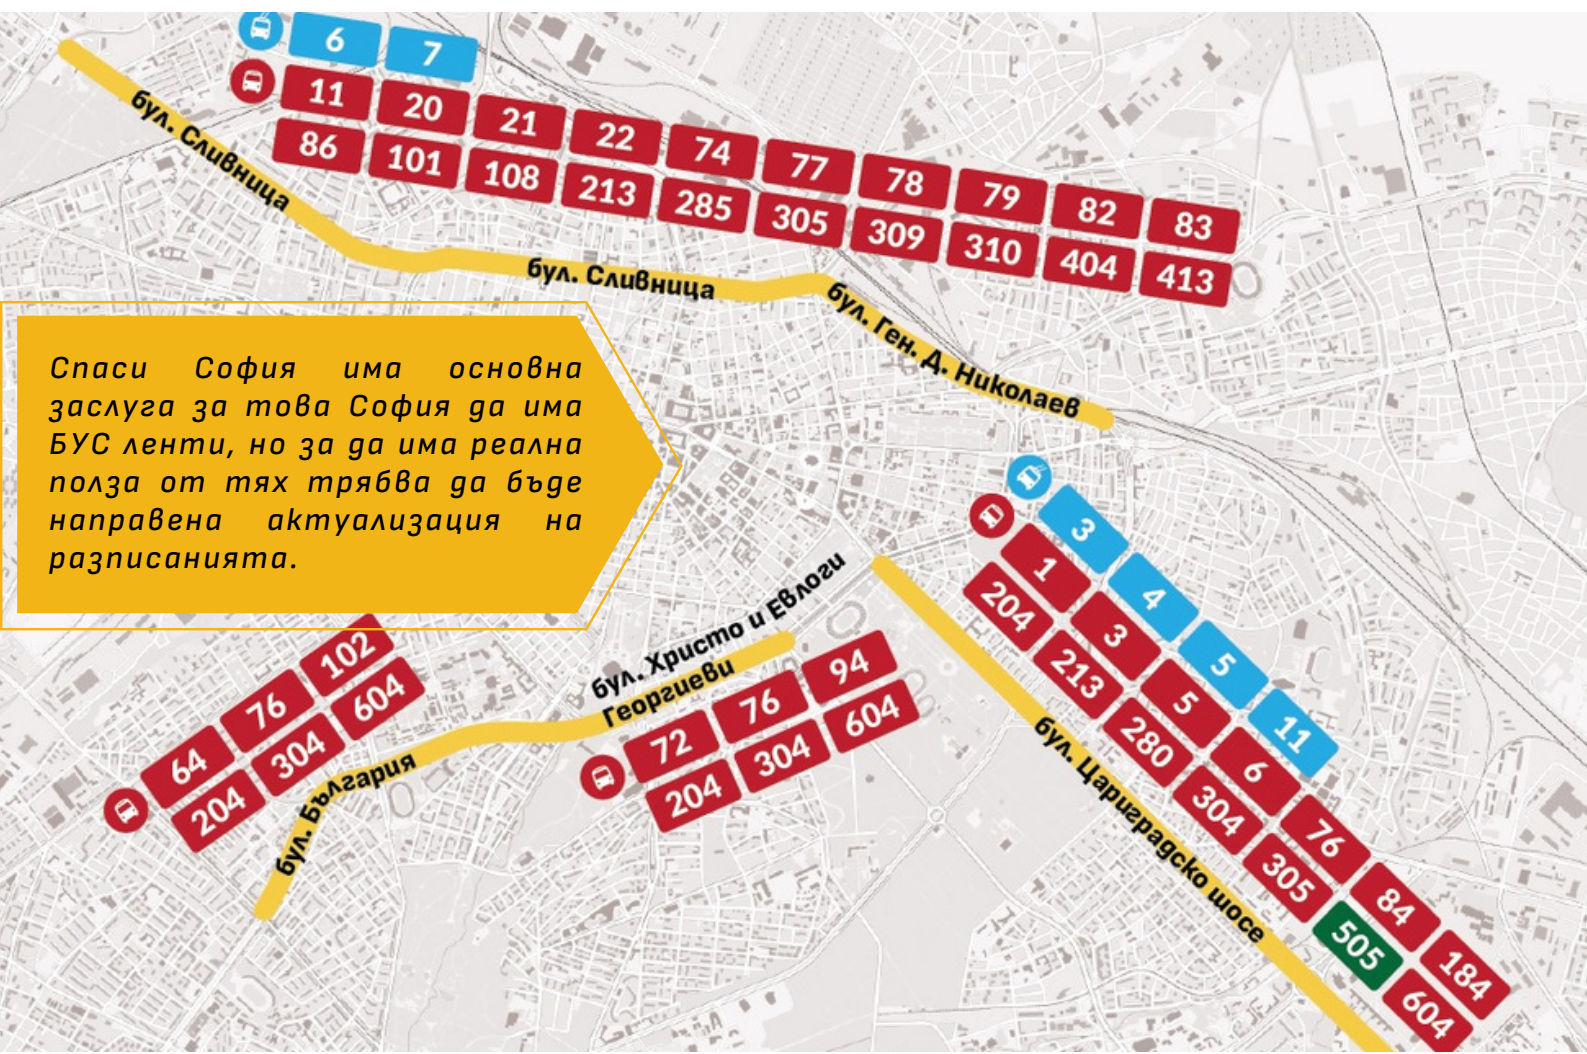 6 7
11 20 21 22 74 77 78 79 82 83
86 101 108 213 285 305 309 310 404 413
бул. Сливница
бул. Сливница
бул. Ген. Д. Николаев
Спаси София има основна
заслуга за това София да има
БУС ленти, но за да има реална
полза от тях трябва да бъде
направена актуализация на
разписанията.
64 76 102
204 304 604
бул. България
бул. Христо и Евлоги
Георгиеви
72 76 94
204 304 604
3 4 5 11
1 3 5 6 76 84 184
204 213 280 304 305 505 604
бул. Цариградско шосе